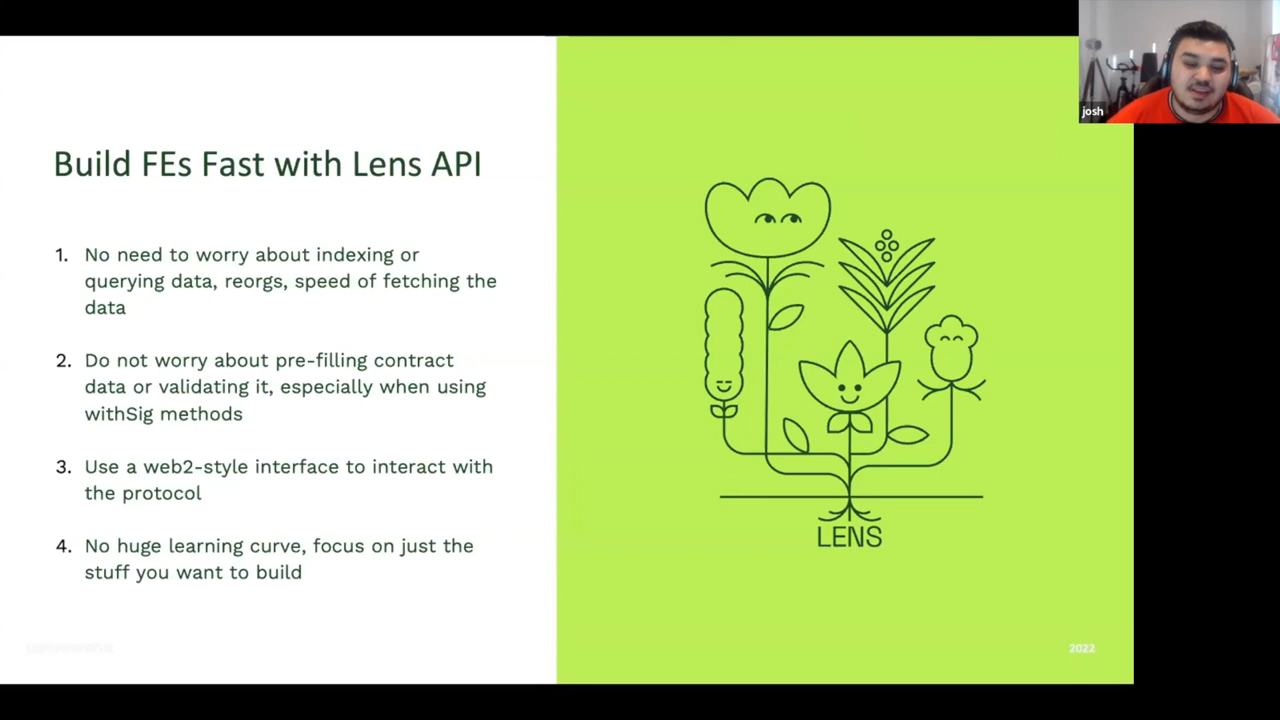 josh
Build FEs Fast with Lens API
1. No need to worry about indexing or
querying data, reorgs, speed of fetching the
data
2. Do not worry about pre-filling contract
data or validating it, especially when using
withSig methods
3. Use a web2-style interface to interact with
the protocol
4. No huge learning curve, focus on just the
stuff you want to build
LENS
2022